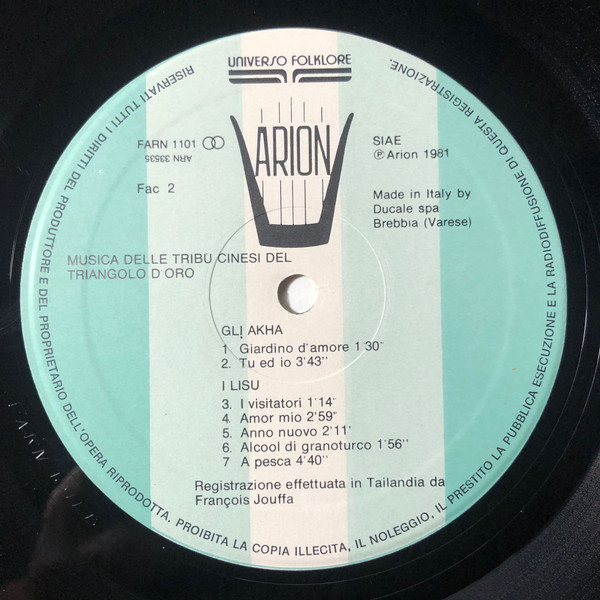 UNIVERSO FOLKLORE
ARION
FARN 1101
ARN 33535
Fac 2
SIAE
Ⓟ Arion 1981
Made in Italy by
Ducale spa
Brebbia (Varese)
MUSICA DELLE TRIBU CINESI DEL
TRIANGOLO D'ORO
GLI AKHA
1 Giardino d'amore 1'30"
2. Tu ed io 3'43''
I LISU
3. I visitatori 1'14"
4. Amor mio 2'59"
5. Anno nuovo 2'11'
6. Alcool di granoturco 1'56''
7 A pesca 4'40''
Registrazione effettuata in Tailandia da
François Jouffa
RISERVATI TUTTI I DIRITTI DEL PRODUTTORE E DEL PROPRIETARIO DELL'OPERA RIPRODOTTA. PROIBITA LA COPIA ILLECITA, IL NOLEGGIO, IL PRESTITO LA PUBBLICA ESECUZIONE E LA RADIODIFFUSIONE DI QUESTA REGISTRAZIONE.